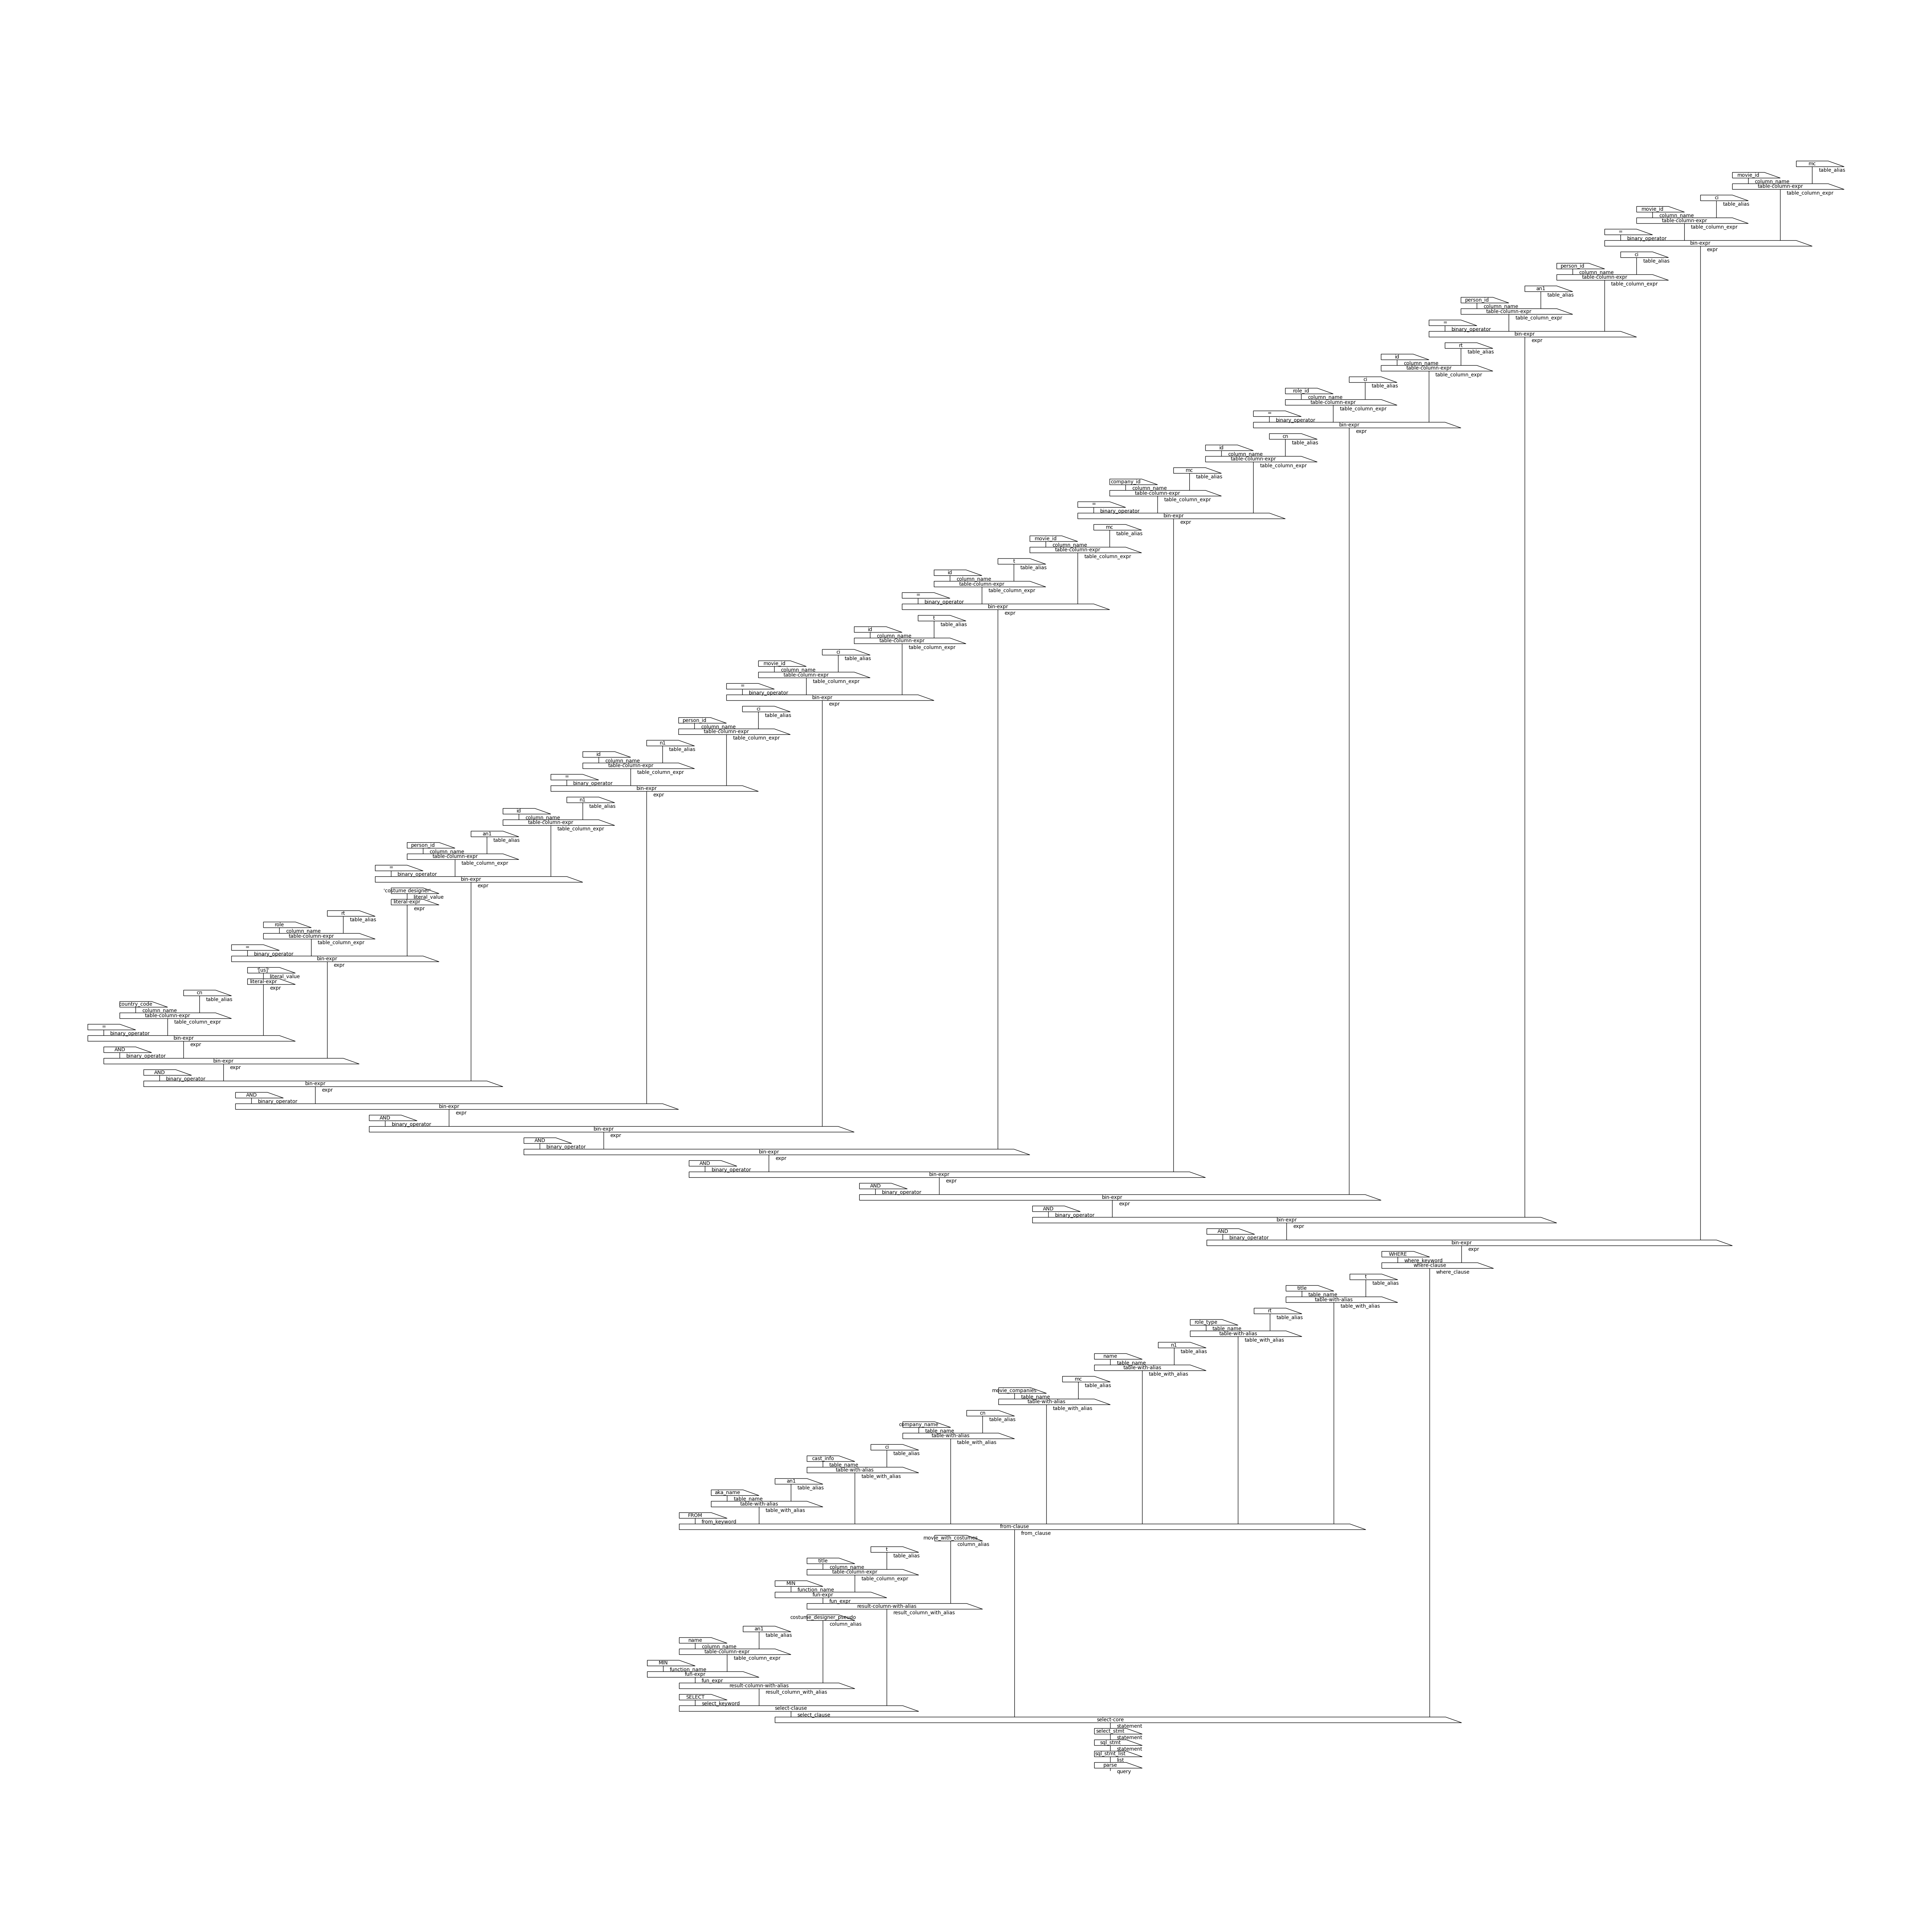 mc
table_alias
movie_id
column_name
table-column-expr
table_column_expr
ci
table_alias
movie_id
column_name
table-column-expr
table_column_expr
=
binary_operator
bin-expr
expr
ci
table_alias
person_id
column_name
table-column-expr
table_column_expr
an1
table_alias
person_id
column_name
table-column-expr
table_column_expr
=
binary_operator
bin-expr
expr
rt
table_alias
id
column_name
table-column-expr
table_column_expr
ci
table_alias
role_id
column_name
table-column-expr
table_column_expr
=
binary_operator
bin-expr
expr
cn
table_alias
id
column_name
table-column-expr
table_column_expr
mc
table_alias
company_id
column_name
table-column-expr
table_column_expr
=
binary_operator
bin-expr
expr
mc
table_alias
movie_id
column_name
table-column-expr
table_column_expr
t
table_alias
id
column_name
table-column-expr
table_column_expr
=
binary_operator
bin-expr
expr
t
table_alias
id
column_name
table-column-expr
table_column_expr
ci
table_alias
movie_id
column_name
table-column-expr
table_column_expr
=
binary_operator
bin-expr
expr
ci
table_alias
person_id
column_name
table-column-expr
table_column_expr
n1
table_alias
id
column_name
table-column-expr
table_column_expr
=
binary_operator
bin-expr
expr
n1
table_alias
id
column_name
table-column-expr
table_column_expr
an1
table_alias
person_id
column_name
table-column-expr
table_column_expr
=
binary_operator
bin-expr
expr
'costume_designer'
literal_value
literal-expr
expr
rt
table_alias
role
column_name
table-column-expr
table_column_expr
=
binary_operator
bin-expr
expr
'[us]'
literal_value
literal-expr
expr
cn
table_alias
country_code
column_name
table-column-expr
table_column_expr
=
binary_operator
bin-expr
expr
AND
binary_operator
bin-expr
expr
AND
binary_operator
bin-expr
expr
AND
binary_operator
bin-expr
expr
AND
binary_operator
bin-expr
expr
AND
binary_operator
bin-expr
expr
AND
binary_operator
bin-expr
expr
AND
binary_operator
bin-expr
expr
AND
binary_operator
bin-expr
expr
AND
binary_operator
bin-expr
expr
WHERE
where_keyword
where-clause
where_clause
t
table_alias
title
table_name
table-with-alias
table_with_alias
rt
table_alias
role_type
table_name
table-with-alias
table_with_alias
n1
table_alias
name
table_name
table-with-alias
table_with_alias
mc
table_alias
movie_companies
table_name
table-with-alias
table_with_alias
cn
table_alias
company_name
table_name
table-with-alias
table_with_alias
ci
table_alias
cast_info
table_name
table-with-alias
table_with_alias
an1
table_alias
aka_name
table_name
table-with-alias
table_with_alias
FROM
from_keyword
from-clause
from_clause
movie_with_costumes
column_alias
t
table_alias
title
column_name
table-column-expr
table_column_expr
MIN
function_name
fun-expr
fun_expr
result-column-with-alias
result_column_with_alias
costume_designer_pseudo
column_alias
an1
table_alias
name
column_name
table-column-expr
table_column_expr
MIN
function_name
fun-expr
fun_expr
result-column-with-alias
result_column_with_alias
SELECT
select_keyword
select-clause
select_clause
select-core
statement
select_stmt
statement
sql_stmt
statement
sql_stmt_list
list
parse
query